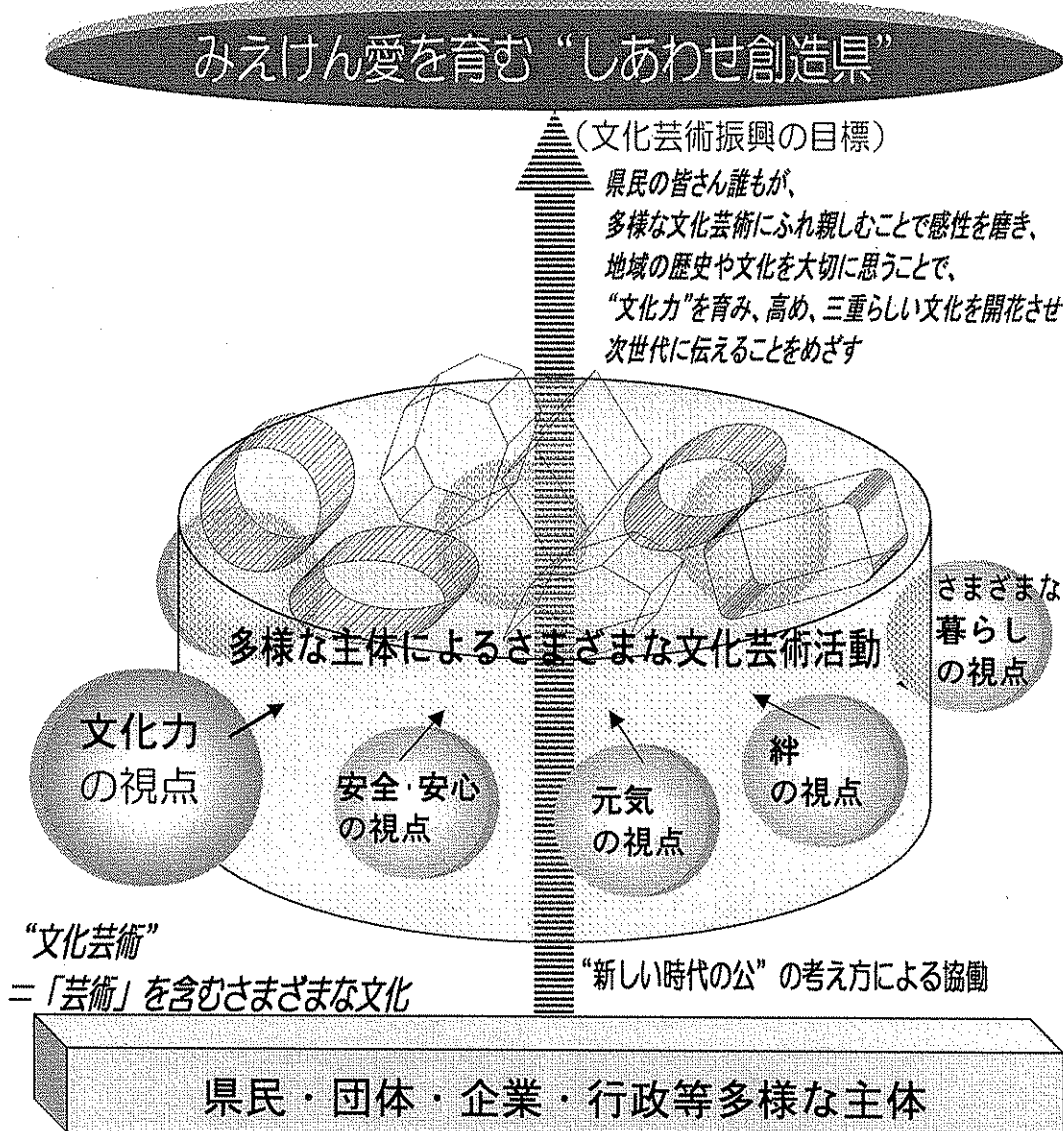 みえけん愛を育む“しあわせ創造県”
（文化芸術振興の目標）
県民の皆さん誰もが、
多様な文化芸術にふれ親しむことで感性を磨き、
地域の歴史や文化を大切に思うことで、
“文化力”を育み、高め、三重らしい文化を開花させ
次世代に伝えることをめざす
多様な主体によるさまざまな文化芸術活動
さまざまな
暮らし
の視点
文化力
の視点
安全・安心
の視点
元気
の視点
絆
の視点
“文化芸術”
＝「芸術」を含むさまざまな文化
“新しい時代の公”の考え方による協働
県民・団体・企業・行政等多様な主体